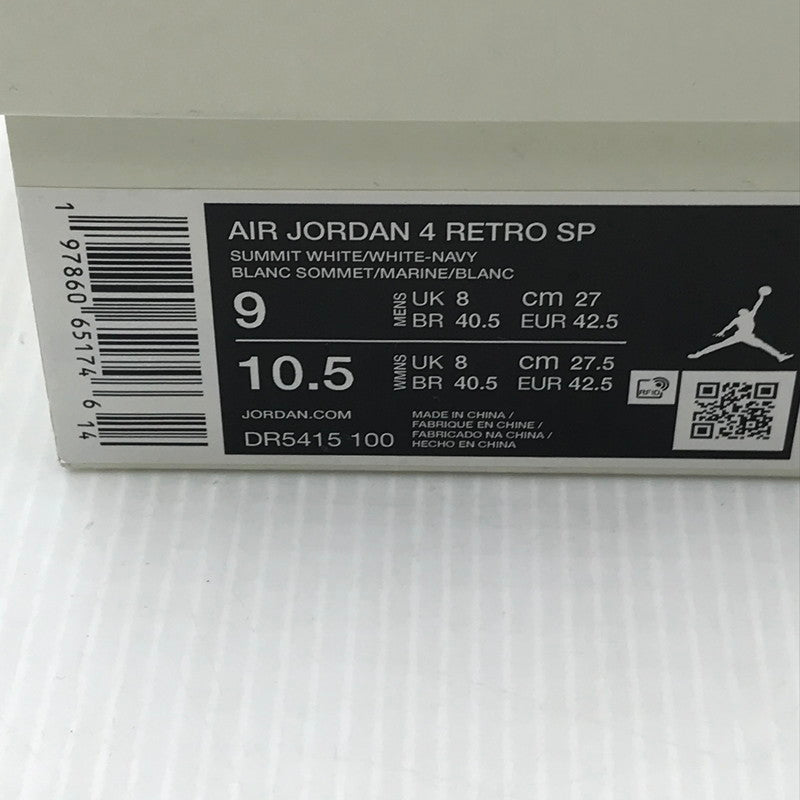 AIR JORDAN 4 RETRO SP
SUMMIT WHITE/WHITE-NAVY
BLANC SOMMET/MARINE/BLANC
9 MENS UK 8 cm 27
BR 40.5 EUR 42.5
10.5 WMNS UK 8 cm 27.5
BR 40.5 EUR 42.5
RFID
JORDAN.COM
DR5415 100
MADE IN CHINA /
FABRIQUE EN CHINE /
FABRICADO NA CHINA /
HECHO EN CHINA
1 97860 65174 6 14